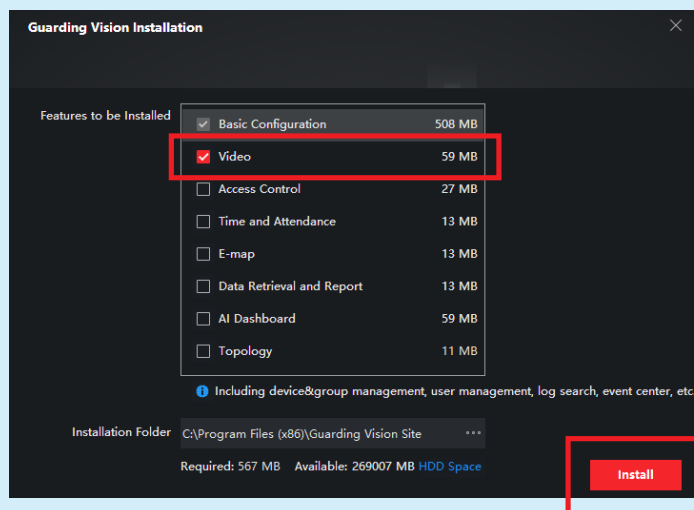 Guarding Vision Installation
Features to be Installed
Basic Configuration 508 MB
Video 59 MB
Access Control 27 MB
Time and Attendance 13 MB
E-map 13 MB
Data Retrieval and Report 13 MB
AI Dashboard 59 MB
Topology 11 MB
Including device&group management, user management, log search, event center, etc
Installation Folder C:\Program Files (x86)\Guarding Vision Site ...
Required: 567 MB Available: 269007 MB HDD Space
Install